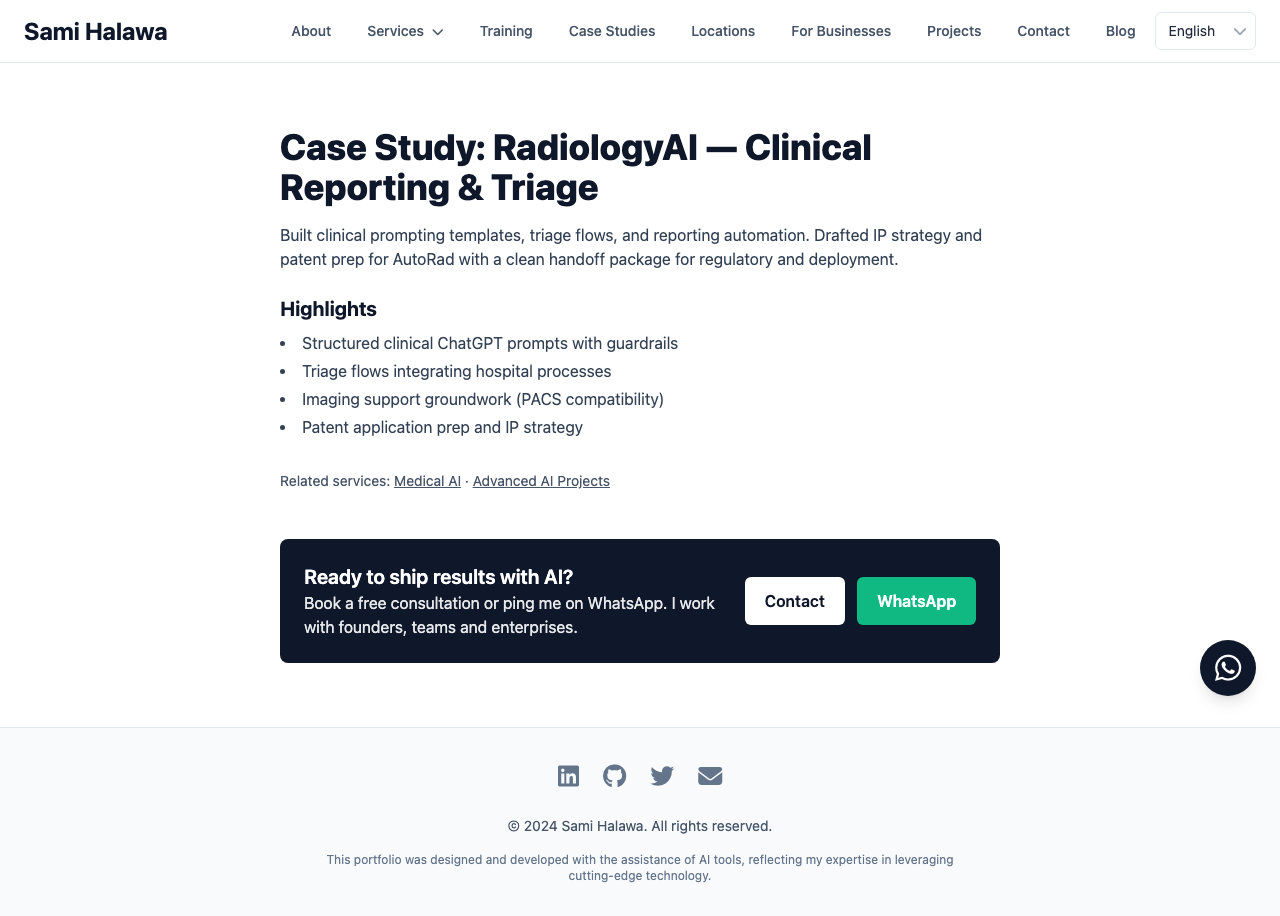 Sami Halawa
About
Services
Training
Case Studies
Locations
For Businesses
Projects
Contact
Blog
English
Case Study: RadiologyAI — Clinical
Reporting & Triage
Built clinical prompting templates, triage flows, and reporting automation. Drafted IP strategy and
patent prep for AutoRad with a clean handoff package for regulatory and deployment.
Highlights
• Structured clinical ChatGPT prompts with guardrails
• Triage flows integrating hospital processes
• Imaging support groundwork (PACS compatibility)
• Patent application prep and IP strategy
Related services: Medical AI · Advanced AI Projects
Ready to ship results with AI?
Book a free consultation or ping me on WhatsApp. I work
with founders, teams and enterprises.
Contact
WhatsApp
© 2024 Sami Halawa. All rights reserved.
This portfolio was designed and developed with the assistance of AI tools, reflecting my expertise in leveraging
cutting-edge technology.